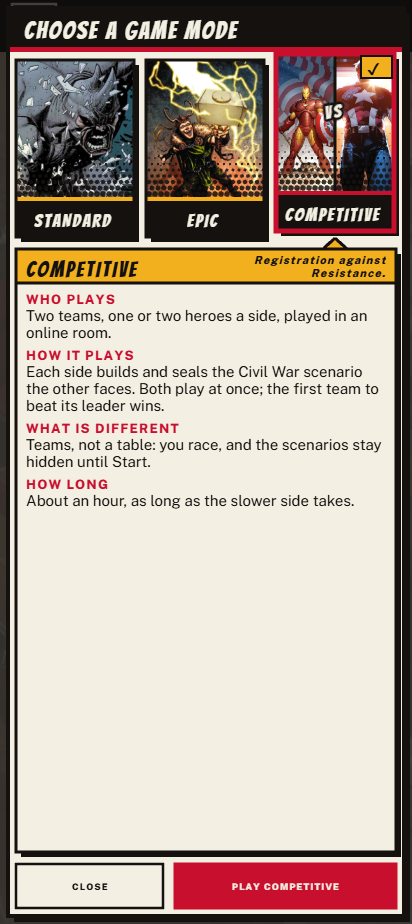 CHOOSE A GAME MODE
VS
STANDARD
EPIC
COMPETITIVE
COMPETITIVE
Registration against
Resistance.
WHO PLAYS
Two teams, one or two heroes a side, played in an
online room.
HOW IT PLAYS
Each side builds and seals the Civil War scenario
the other faces. Both play at once; the first team to
beat its leader wins.
WHAT IS DIFFERENT
Teams, not a table: you race, and the scenarios stay
hidden until Start.
HOW LONG
About an hour, as long as the slower side takes.
CLOSE
PLAY COMPETITIVE